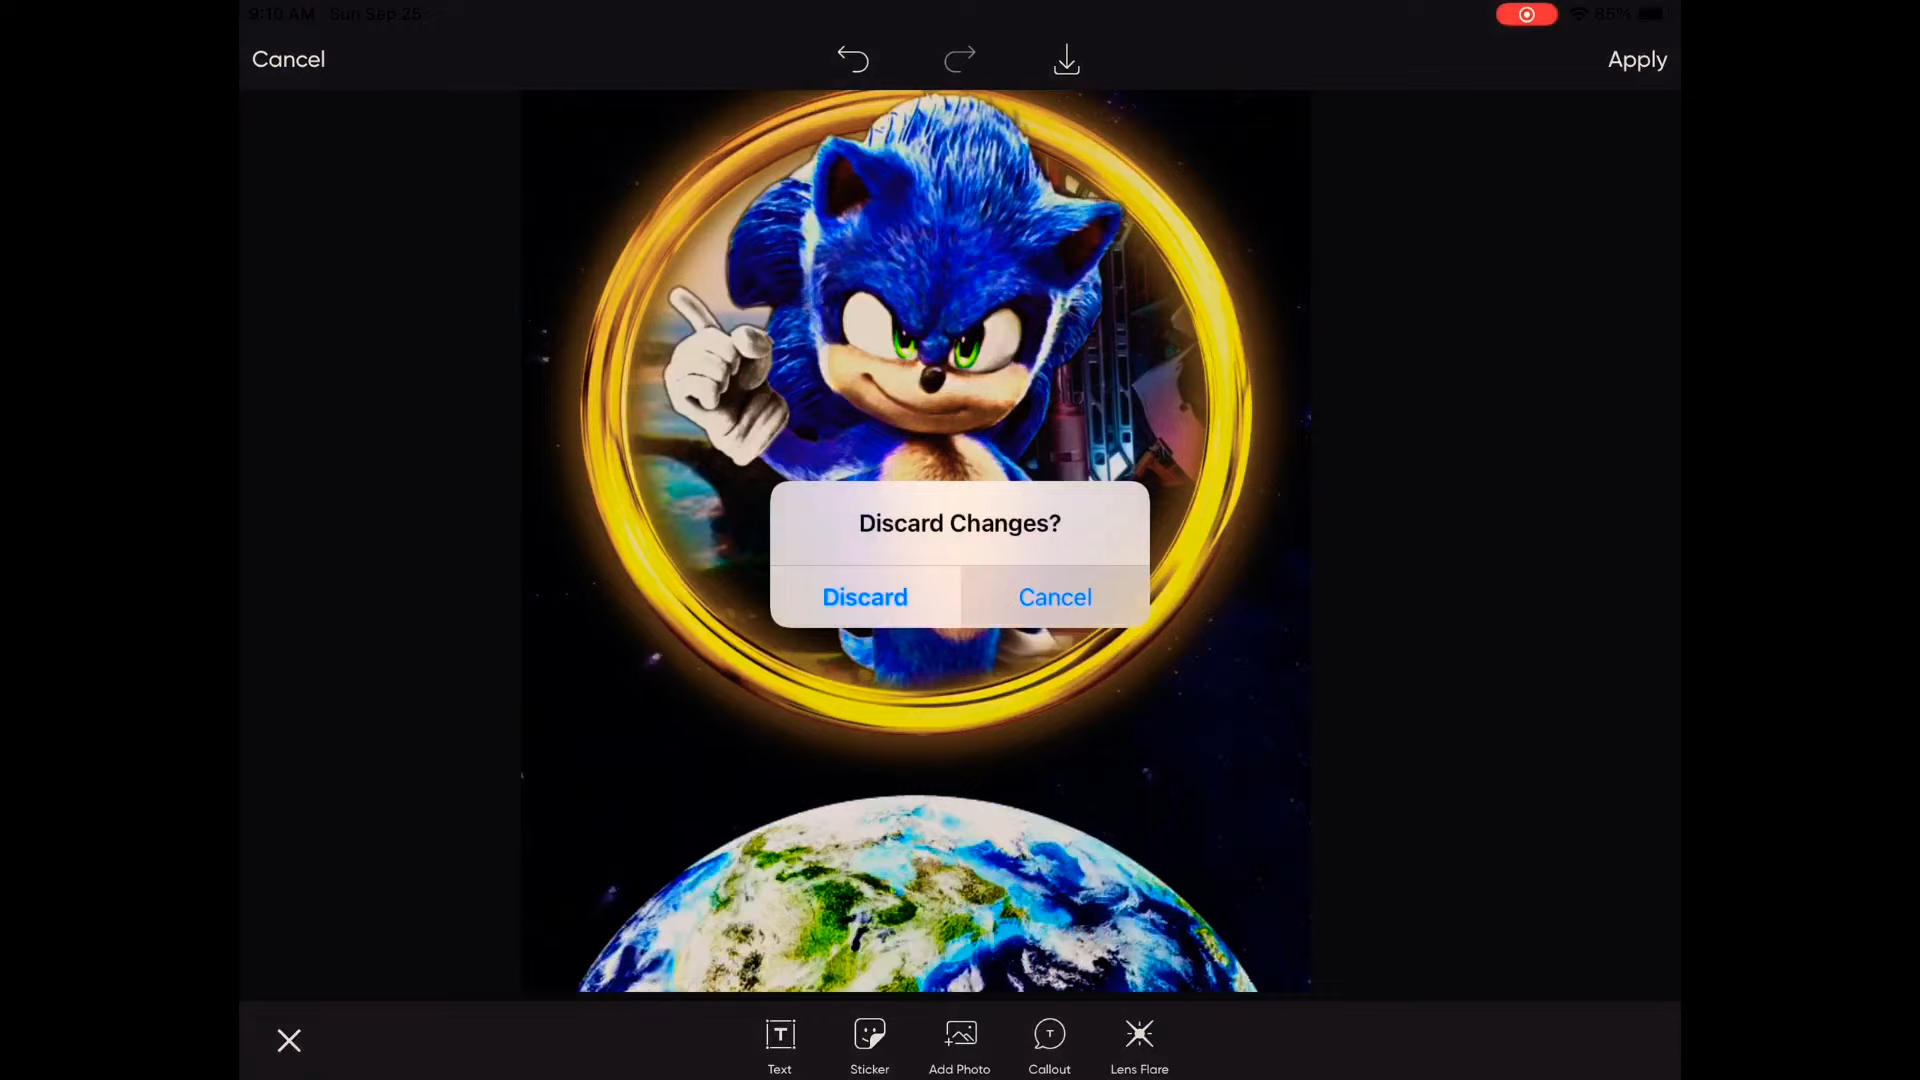 9:10 AM Sun Sep 25
85%
Cancel
Apply
Discard Changes?
Discard
Cancel
Text
Sticker
Add Photo
Callout
Lens Flare